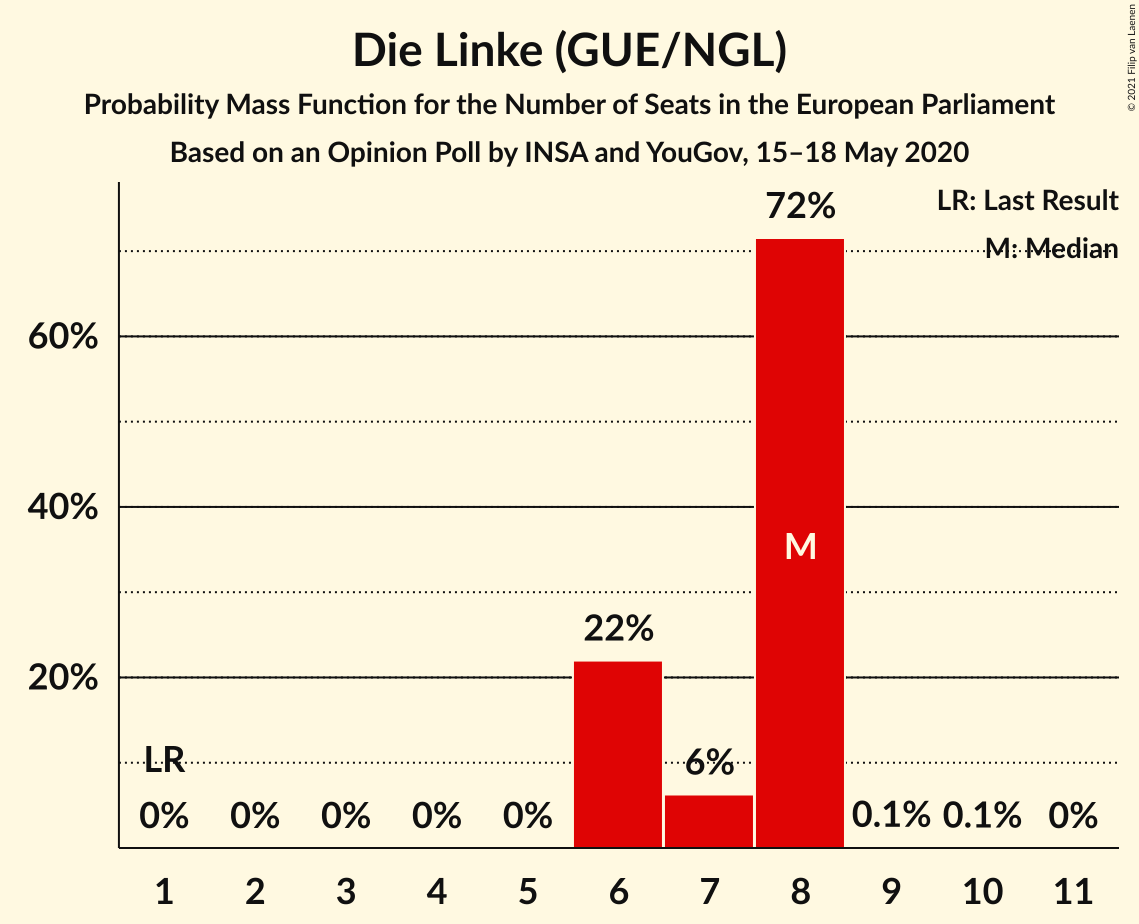 Die Linke (GUE/NGL)
Probability Mass Function for the Number of Seats in the European Parliament
Based on an Opinion Poll by INSA and YouGov, 15–18 May 2020
© 2021 Filip van Laenen
LR: Last Result
M: Median
72%
60%
40%
M
22%
20%
LR
6%
0% 0% 0% 0% 0% 0.1% 0.1% 0%
1 2 3 4 5 6 7 8 9 10 11